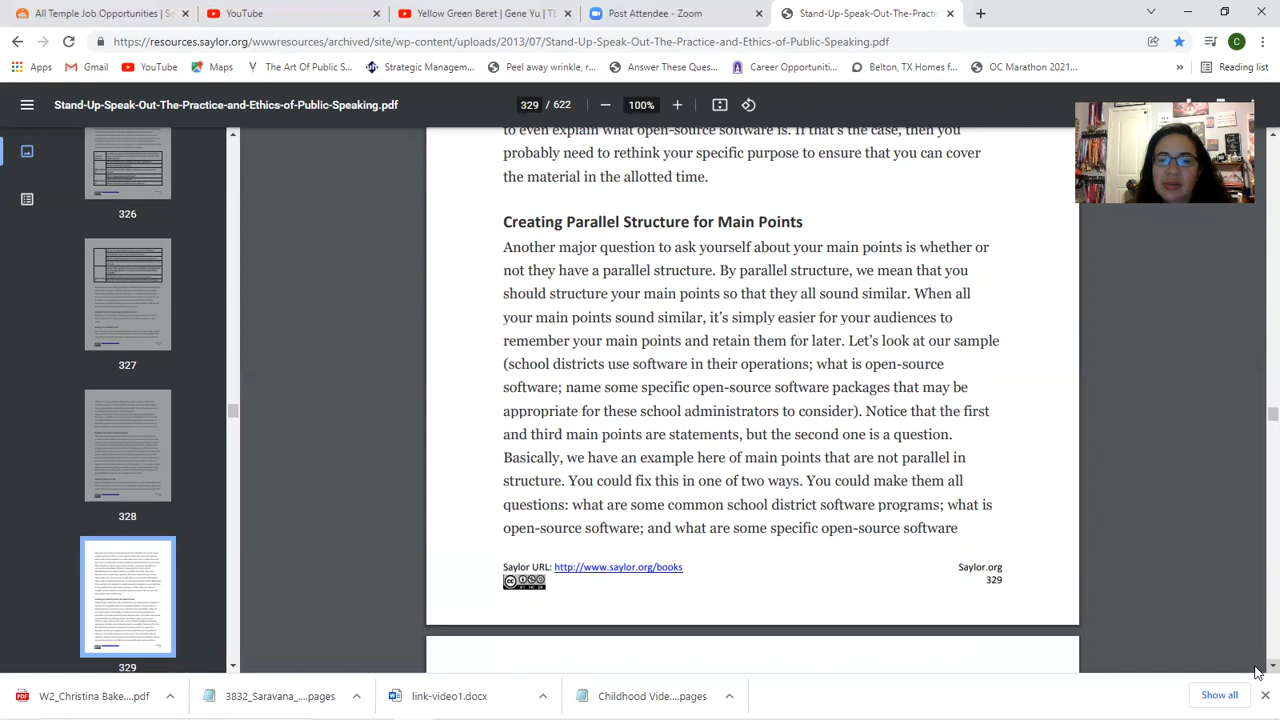 All Temple Job Opportunities | Sc
YouTube
Yellow Green Beret | Gene Yu | TE
Post Attendee - Zoom
Stand-Up-Speak-Out-The-Practice
https://resources.saylor.org/wwwresources/archived/site/wp-content/uploads/2013/07/Stand-Up-Speak-Out-The-Practice-and-Ethics-of-Public-Speaking.pdf
C
Apps
Gmail
YouTube
Maps
The Art Of Public S...
Strategic Managem...
Peel away wrinkle, r...
Answer These Ques...
Career Opportuniti...
Belton, TX Homes f...
OC Marathon 2021...
»
Reading list
Stand-Up-Speak-Out-The-Practice-and-Ethics-of-Public-Speaking.pdf
329 / 622
100%
326
327
328
329
to even explain what open-source software is. If that's the case, then you
probably need to rethink your specific purpose to ensure that you can cover
the material in the allotted time.
Creating Parallel Structure for Main Points
Another major question to ask yourself about your main points is whether or
not they have a parallel structure. By parallel structure, we mean that you
should structure your main points so that they all sound similar. When all
your main points sound similar, it's simply easier for your audiences to
remember your main points and retain them for later. Let's look at our sample
(school districts use software in their operations; what is open-source
software; name some specific open-source software packages that may be
appropriate for these school administrators to consider). Notice that the first
and third main points are statements, but the second one is a question.
Basically, we have an example here of main points that are not parallel in
structure. You could fix this in one of two ways. You could make them all
questions: what are some common school district software programs; what is
open-source software; and what are some specific open-source software
Saylor URL: http://www.saylor.org/books
Saylor.org
329
W2_Christina Bake....pdf
3832_Saravana_....pages
link-video1.docx
Childhood Vide....pages
Show all